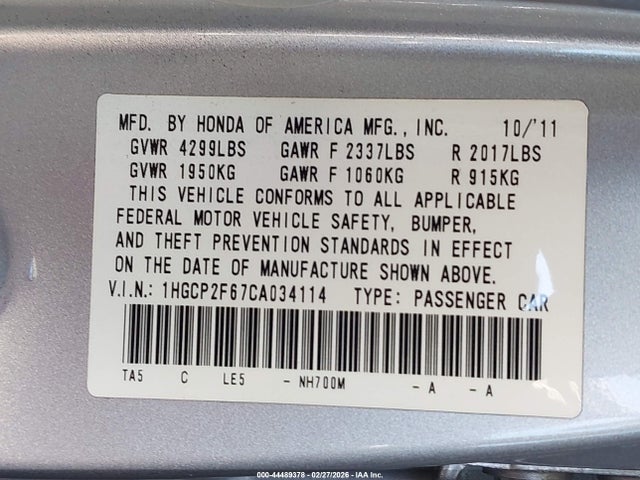 MFD. BY HONDA OF AMERICA MFG., INC. 10/'11
GVWR 4299LBS GAWR F 2337LBS R 2017LBS
GVWR 1950KG GAWR F 1060KG R 915KG
THIS VEHICLE CONFORMS TO ALL APPLICABLE
FEDERAL MOTOR VEHICLE SAFETY, BUMPER,
AND THEFT PREVENTION STANDARDS IN EFFECT
ON THE DATE OF MANUFACTURE SHOWN ABOVE.
V.I.N.: 1HGCP2F67CA034114 TYPE: PASSENGER CAR
TA5 C LE5 - NH700M - A - A
000-44489378 - 02/27/2026 - IAA Inc.